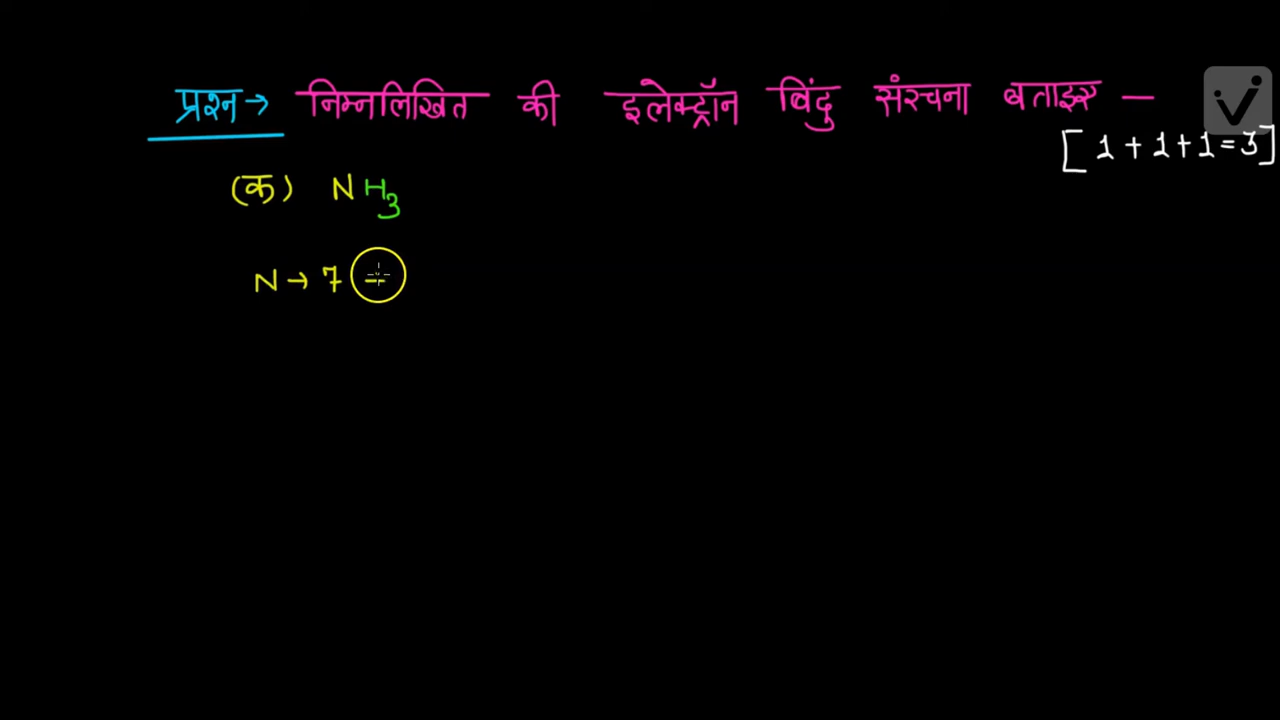 प्रश्न → निम्नलिखित की इलेक्ट्रॉन बिंदु संरचना बताइए —
[1+1+1=3]
(क) NH3
N → 7 -